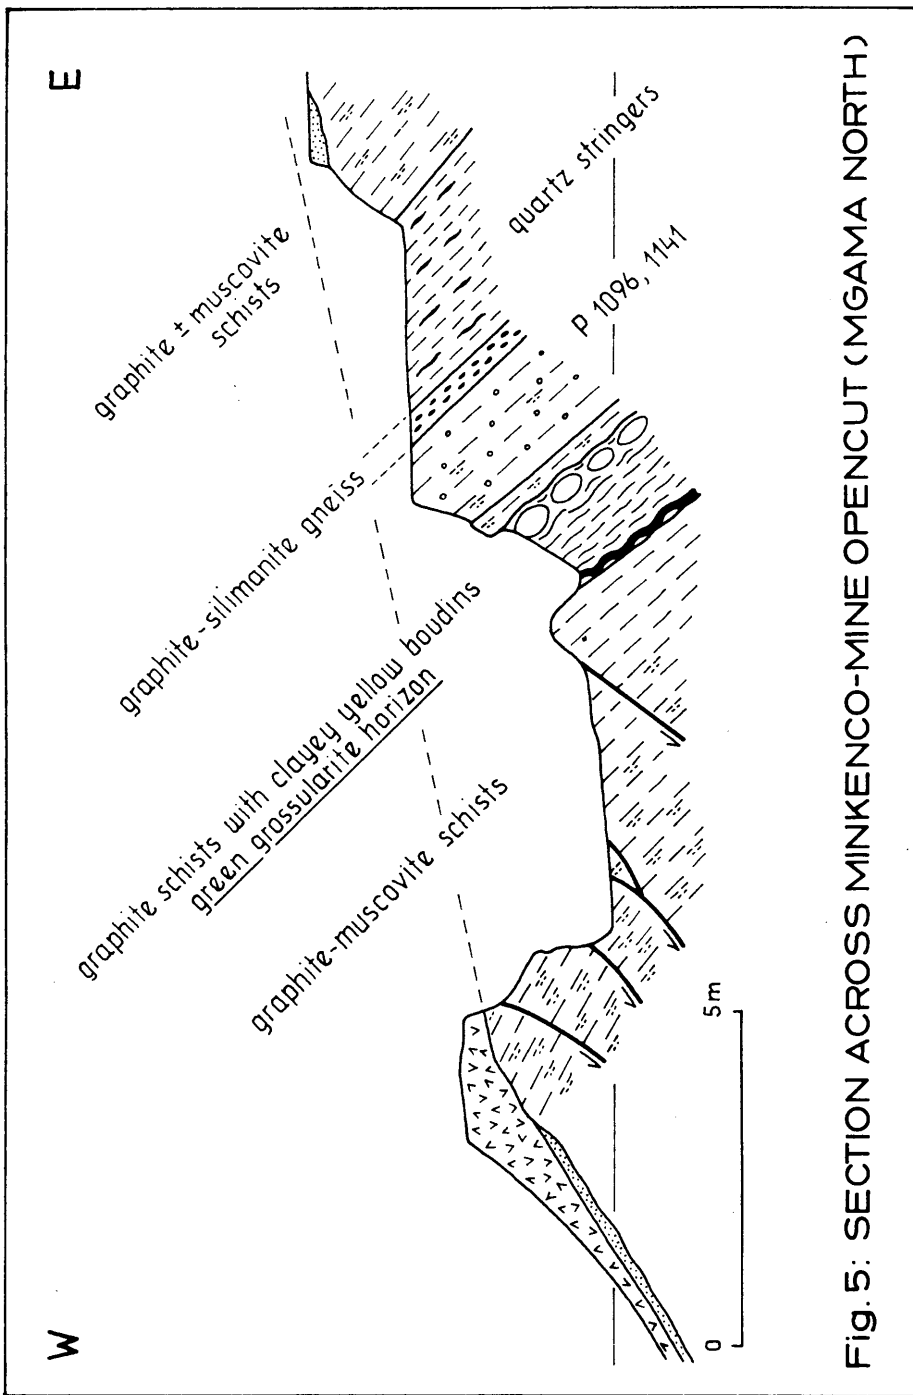 W
E
graphite ± muscovite
schists
graphite-silimanite gneiss
graphite schists with clayey yellow boudins
green grossularite horizon
graphite-muscovite schists
quartz stringers
P 1096, 1141
0
5m
Fig. 5: SECTION ACROSS MINKENCO-MINE OPENCUT (MGAMA NORTH)